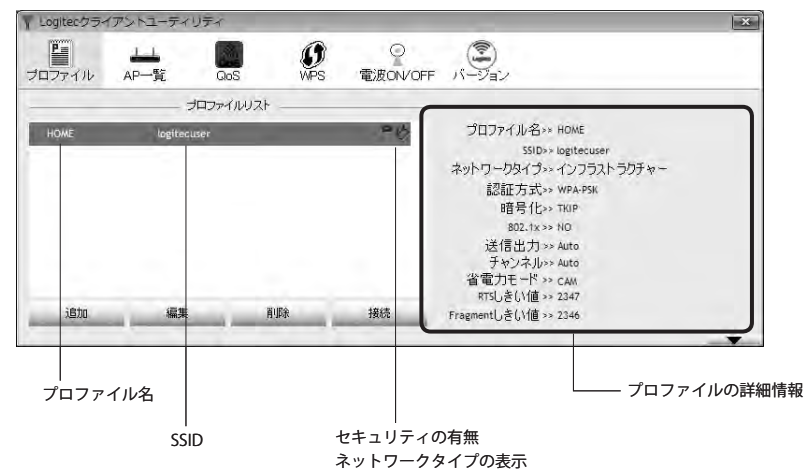 Logitecクライアントユーティリティ
プロファイル AP一覧 QoS WPS 電波ON/OFF バージョン
プロファイルリスト
HOME logitecuser
プロファイル名>> HOME
SSID>> logitecuser
ネットワークタイプ>> インフラストラクチャー
認証方式>> WPA-PSK
暗号化>> TKIP
802.1x >> NO
送信出力 >> Auto
チャンネル>> Auto
省電力モード >> CAM
RTSしきい値 >> 2347
Fragmentしきい値 >> 2346
追加 編集 削除 接続
プロファイル名
SSID
セキュリティの有無
ネットワークタイプの表示
プロファイルの詳細情報